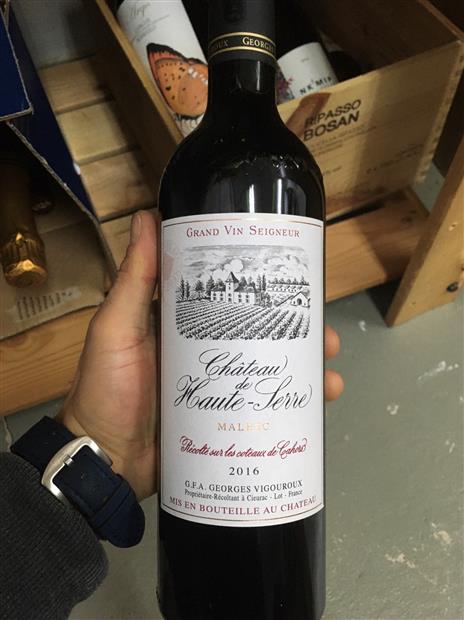 ROUX GEORGES
RIPASSO
BOSAN
GRAND VIN SEIGNEUR
Château
de
Haute-Serre
MALBEC
Récolté sur les coteaux de Cahors
2016
G.F.A. GEORGES VIGOUROUX
Propriétaire-Récoltant à Cieurac - Lot - France
MIS EN BOUTEILLE AU CHATEAU